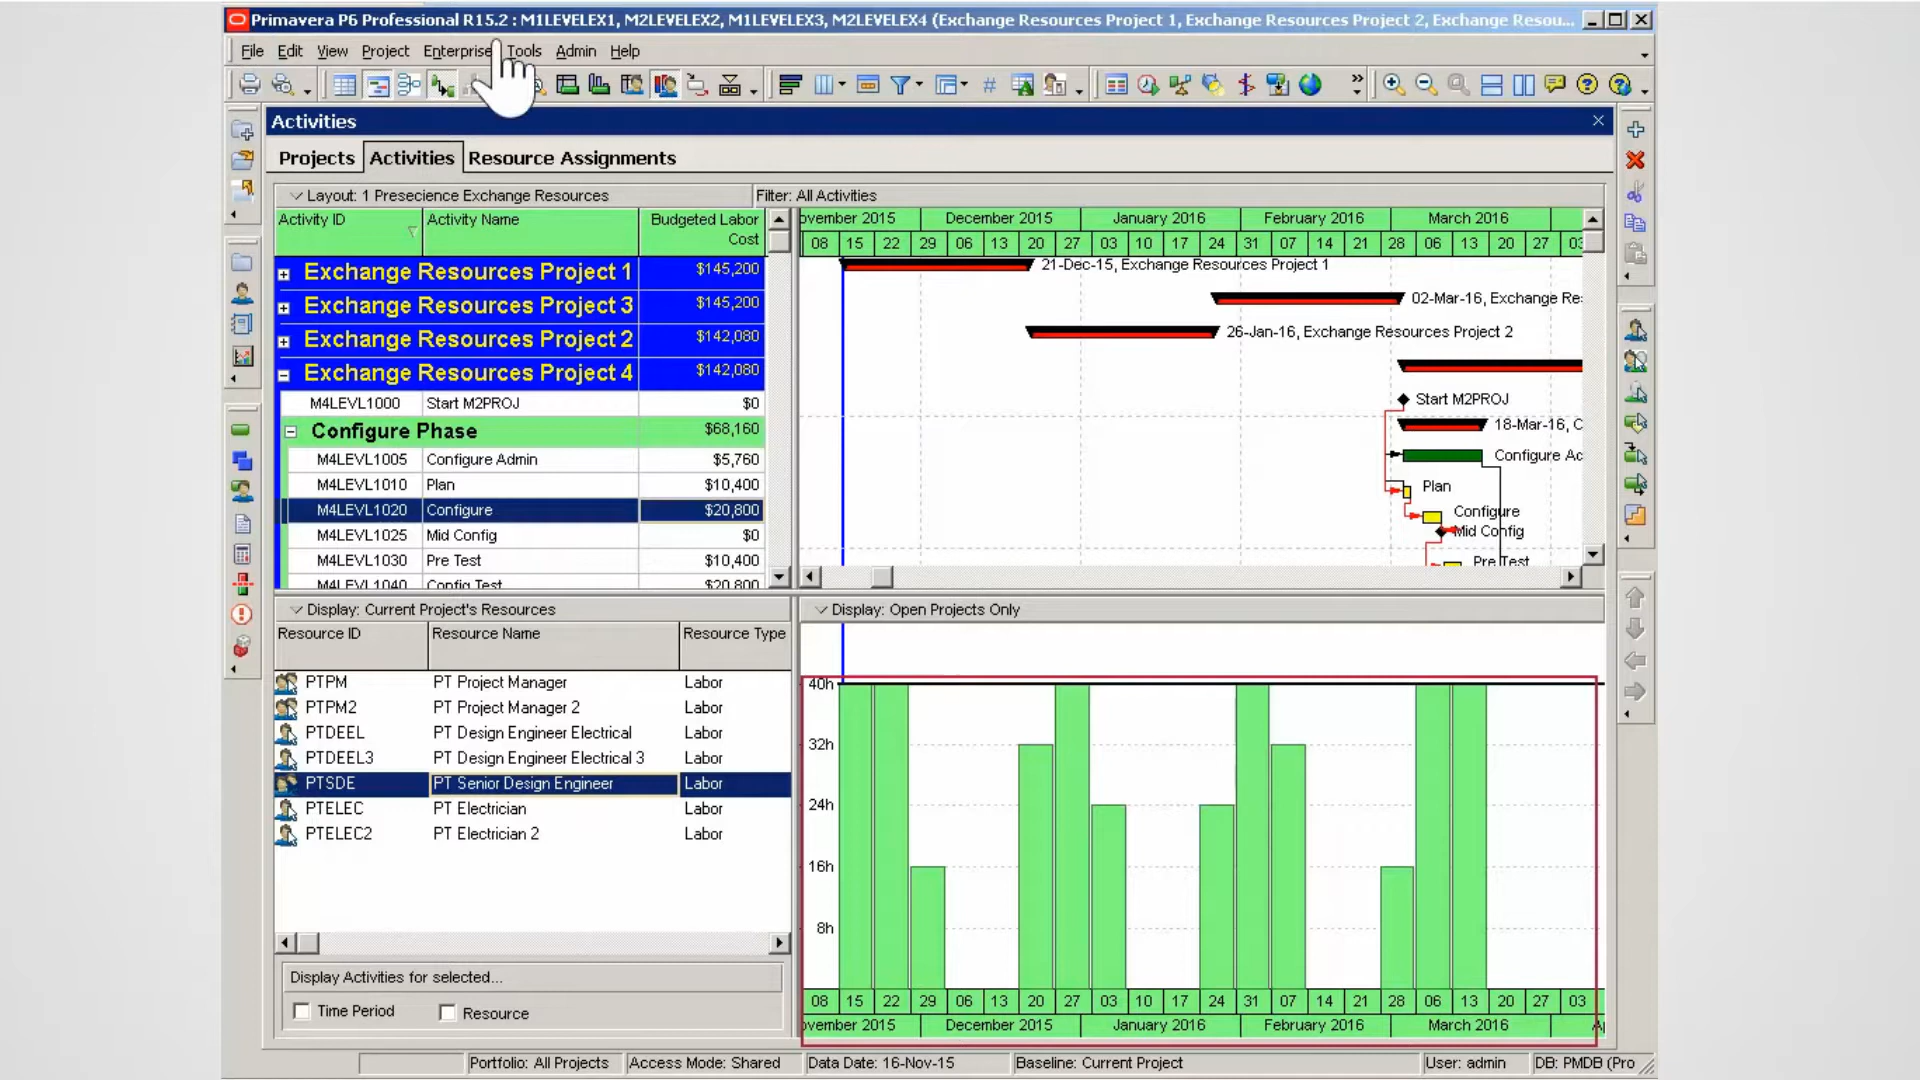 Primavera P6 Professional R15.2 : M1LEVELEX1, M2LEVELEX2, M1LEVELEX3, M2LEVELEX4 (Exchange Resources Project 1, Exchange Resources Project 2, Exchange Resou...
File Edit View Project Enterprise Tools Admin Help
Activities
Projects Activities Resource Assignments
Layout: 1 Presecience Exchange Resources Filter: All Activities
Activity ID Activity Name Budgeted Labor Cost
ovember 2015 December 2015 January 2016 February 2016 March 2016
08 15 22 29 06 13 20 27 03 10 17 24 31 07 14 21 28 06 13 20 27 03
Exchange Resources Project 1 $145,200 21-Dec-15, Exchange Resources Project 1
Exchange Resources Project 3 $145,200 02-Mar-16, Exchange Re
Exchange Resources Project 2 $142,080 26-Jan-16, Exchange Resources Project 2
Exchange Resources Project 4 $142,080
M4LEVL1000 Start M2PROJ $0 Start M2PROJ
Configure Phase $68,160 18-Mar-16, C
M4LEVL1005 Configure Admin $5,760 Configure Ac
M4LEVL1010 Plan $10,400 Plan
M4LEVL1020 Configure $20,800 Configure
M4LEVL1025 Mid Config $0 Mid Config
M4LEVL1030 Pre Test $10,400 Pre Test
M4LEVL1040 Config Test $20,800
Display: Current Project's Resources Display: Open Projects Only
Resource ID Resource Name Resource Type
PTPM PT Project Manager Labor
PTPM2 PT Project Manager 2 Labor
PTDEEL PT Design Engineer Electrical Labor
PTDEEL3 PT Design Engineer Electrical 3 Labor
PTSDE PT Senior Design Engineer Labor
PTELEC PT Electrician Labor
PTELEC2 PT Electrician 2 Labor
40h
32h
24h
16h
8h
Display Activities for selected...
Time Period Resource
08 15 22 29 06 13 20 27 03 10 17 24 31 07 14 21 28 06 13 20 27 03
ovember 2015 December 2015 January 2016 February 2016 March 2016 A
Portfolio: All Projects Access Mode: Shared Data Date: 16-Nov-15 Baseline: Current Project User: admin DB: PMDB (Pro